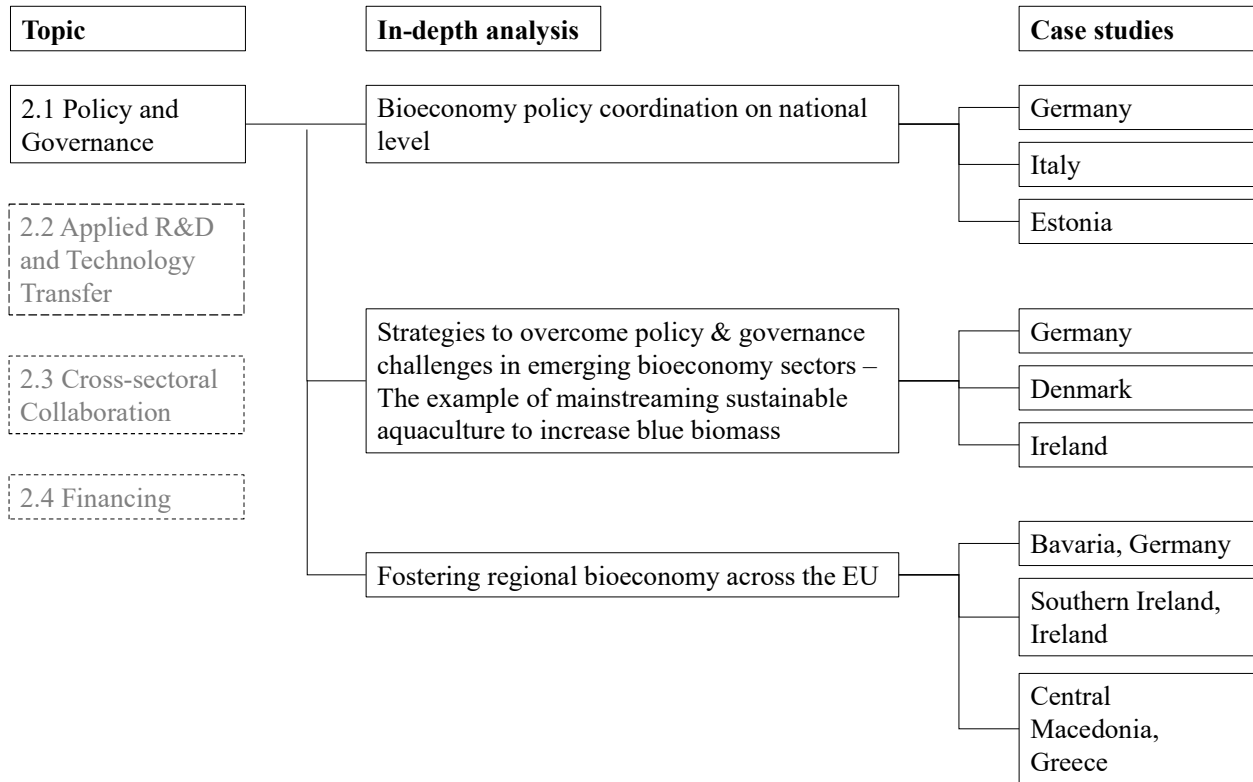 Topic
In-depth analysis
Case studies
2.1 Policy and
Governance
Bioeconomy policy coordination on national
level
Germany
Italy
Estonia
2.2 Applied R&D
and Technology
Transfer
Strategies to overcome policy & governance
challenges in emerging bioeconomy sectors –
The example of mainstreaming sustainable
aquaculture to increase blue biomass
Germany
Denmark
Ireland
2.3 Cross-sectoral
Collaboration
2.4 Financing
Fostering regional bioeconomy across the EU
Bavaria, Germany
Southern Ireland,
Ireland
Central
Macedonia,
Greece